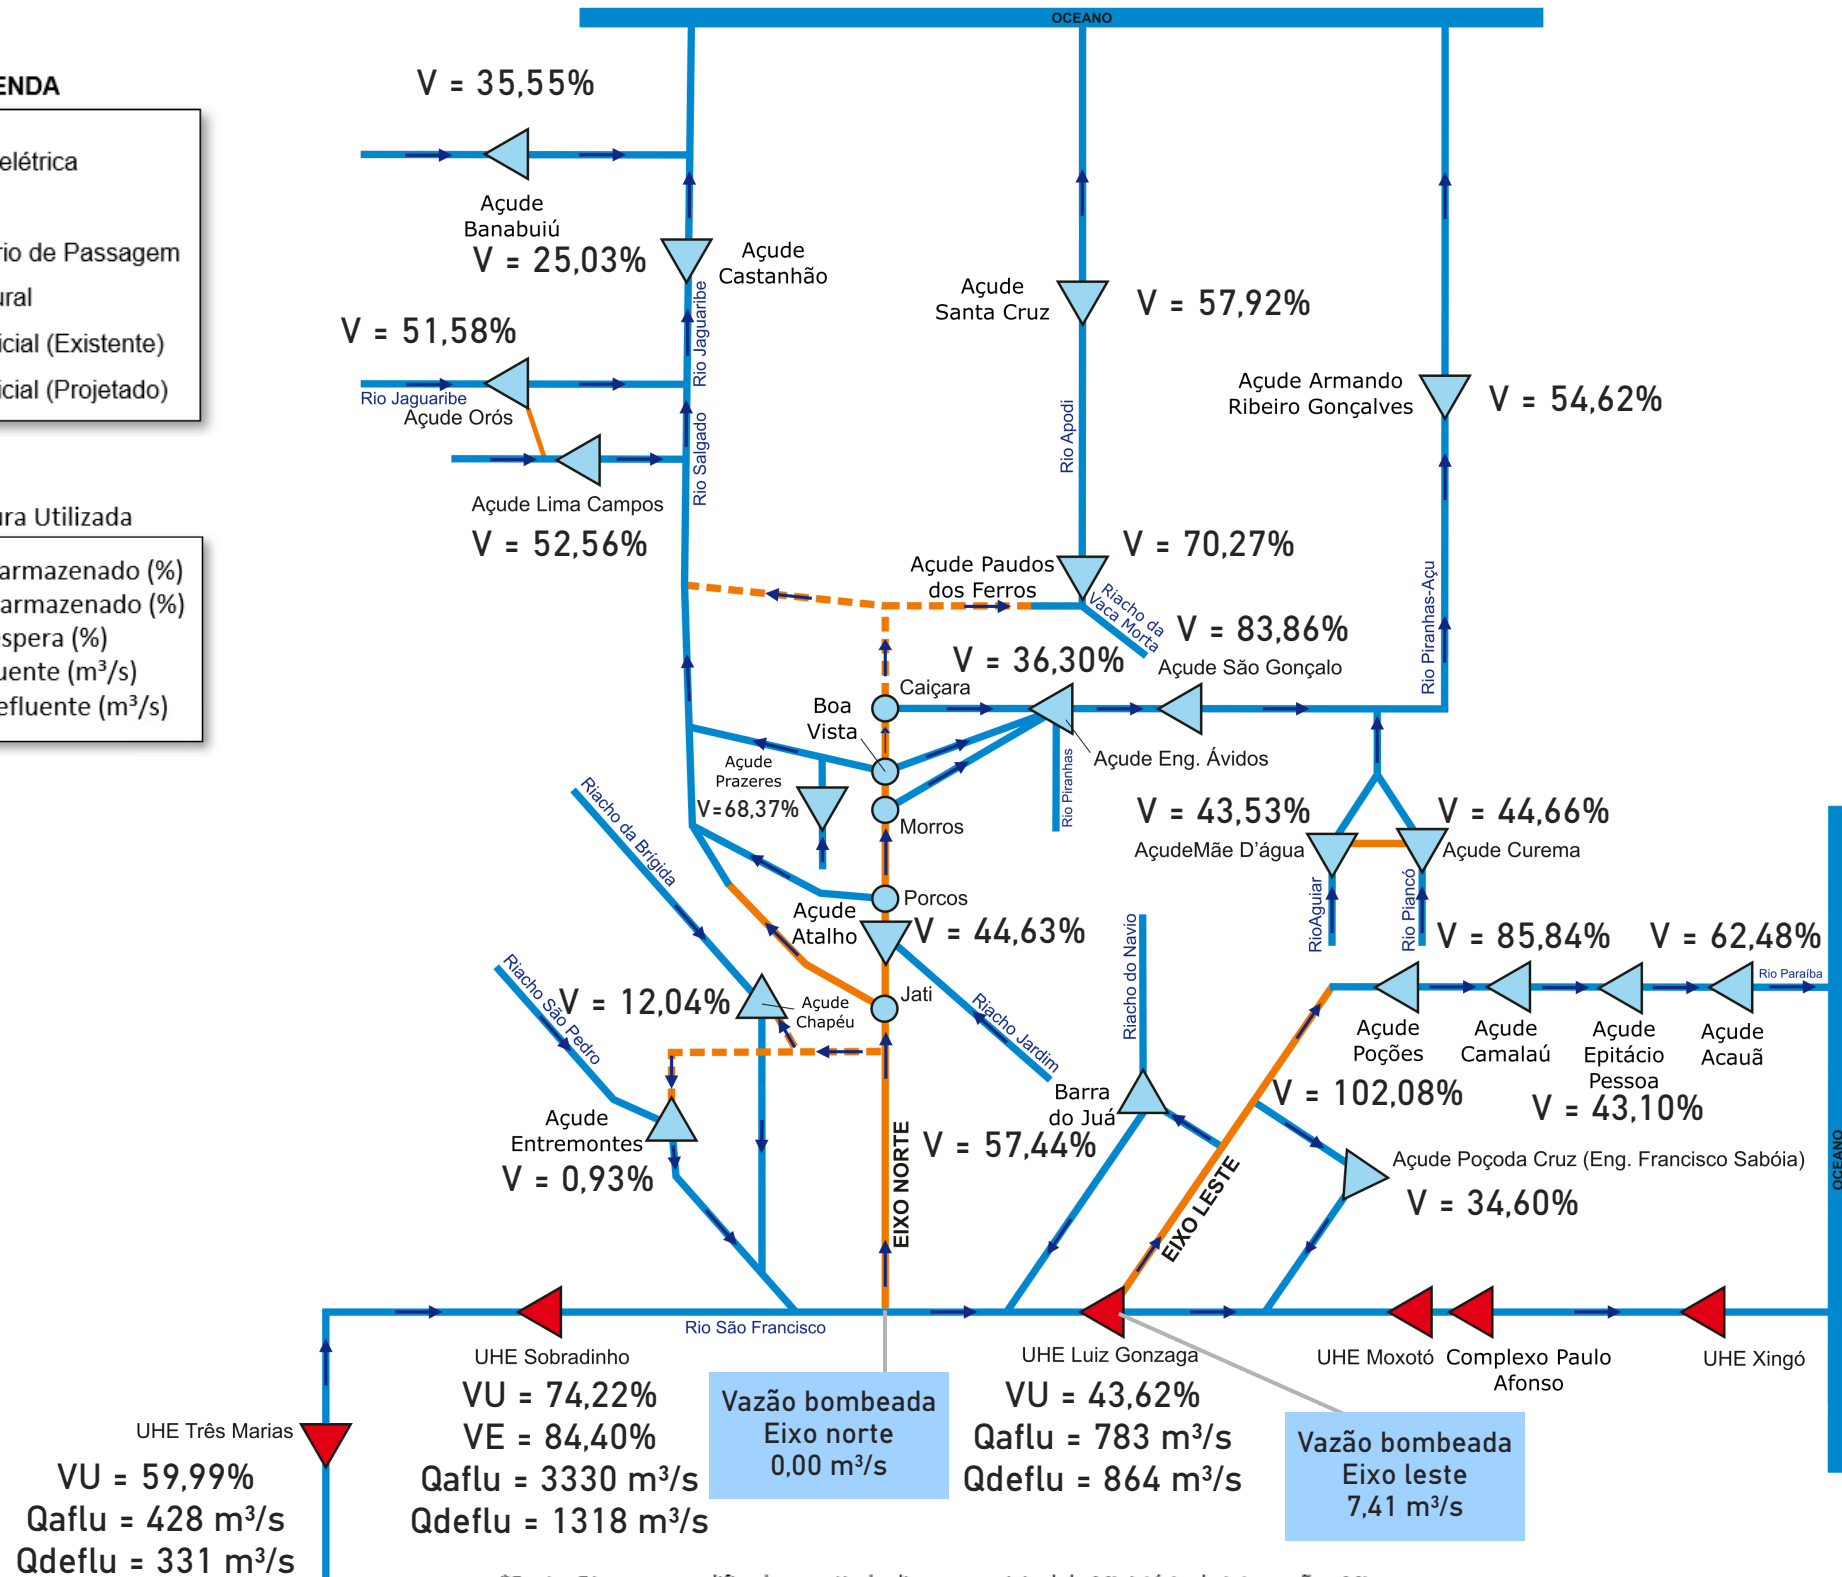 OCEANO
ENDA
elétrica
rio de Passagem
ural
icial (Existente)
icial (Projetado)
ura Utilizada
armazenado (%)
armazenado (%)
espera (%)
uente (m³/s)
efluente (m³/s)
V = 35,55%
Açude
Banabuiú
V = 25,03%
Açude
Castanhão
Rio Jaguaribe
V = 51,58%
Rio Jaguaribe
Açude Orós
Rio Salgado
Açude Lima Campos
V = 52,56%
Açude
Santa Cruz
V = 57,92%
Rio Apodi
Açude Armando
Ribeiro Gonçalves
V = 54,62%
Rio Piranhas-Açu
Açude Paudos
dos Ferros
V = 70,27%
Riacho da
Vaca Morta
V = 83,86%
Açude São Gonçalo
V = 36,30%
Caiçara
Boa
Vista
Açude Eng. Ávidos
Rio Piranhas
Açude
Prazeres
V=68,37%
Morros
Porcos
Riacho da Brígida
Açude
Atalho
V = 44,63%
V = 43,53%
AçudeMãe D'água
V = 44,66%
Açude Curema
RioAguiar
Rio Piancó
Riacho São Pedro
V = 12,04%
Açude
Chapéu
Jati
Riacho Jardim
Riacho do Navio
V = 85,84%
V = 62,48%
Rio Paraíba
Açude
Poções
Açude
Camalaú
Açude
Epitácio
Pessoa
Açude
Acauã
V = 102,08%
V = 43,10%
Açude
Entremontes
V = 0,93%
Barra
do Juá
V = 57,44%
EIXO NORTE
EIXO LESTE
Açude Poçoda Cruz (Eng. Francisco Sabóia)
V = 34,60%
OCEANO
Rio São Francisco
UHE Sobradinho
VU = 74,22%
VE = 84,40%
Qaflu = 3330 m³/s
Qdeflu = 1318 m³/s
Vazão bombeada
Eixo norte
0,00 m³/s
UHE Luiz Gonzaga
VU = 43,62%
Qaflu = 783 m³/s
Qdeflu = 864 m³/s
Vazão bombeada
Eixo leste
7,41 m³/s
UHE Moxotó
Complexo Paulo
Afonso
UHE Xingó
UHE Três Marias
VU = 59,99%
Qaflu = 428 m³/s
Qdeflu = 331 m³/s